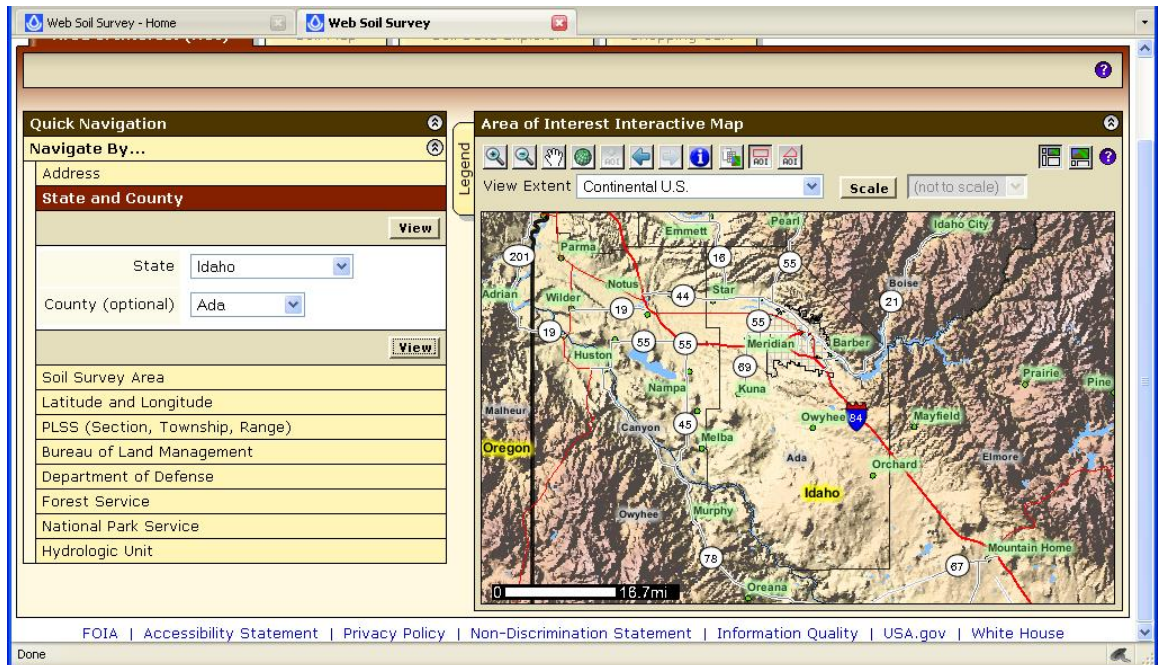 Web Soil Survey - Home
Web Soil Survey
Quick Navigation
Navigate By...
Address
State and County
View
State Idaho
County (optional) Ada
View
Soil Survey Area
Latitude and Longitude
PLSS (Section, Township, Range)
Bureau of Land Management
Department of Defense
Forest Service
National Park Service
Hydrologic Unit
Legend
Area of Interest Interactive Map
AOI AOI AOI
View Extent Continental U.S. Scale (not to scale)
Pearl
Idaho City
Emmett
Parma
201
16
55
Boise
Adrian
Wilder
Notus
44
Star
21
19
55
19
55
55
Meridian
Barber
Huston
69
Prairie
Pine
Nampa
Kuna
Malheur
Canyon
45
Owyhee
84
Mayfield
Oregon
Melba
Ada
Orchard
Elmore
Idaho
Owyhee
Murphy
Mountain Home
78
67
Oreana
0 16.7mi
FOIA | Accessibility Statement | Privacy Policy | Non-Discrimination Statement | Information Quality | USA.gov | White House
Done